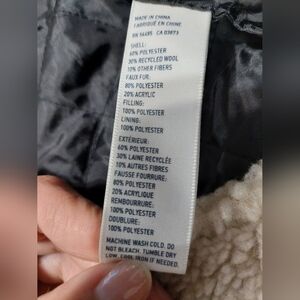 MADE IN CHINA
FABRIQUÉ EN CHINE
RN 56495 CA 03873
SHELL:
60% POLYESTER
30% RECYCLED WOOL
10% OTHER FIBERS
FAUX FUR:
80% POLYESTER
20% ACRYLIC
FILLING:
100% POLYESTER
LINING:
100% POLYESTER
EXTÉRIEUR:
60% POLYESTER
30% LAINE RECYCLÉE
10% AUTRES FIBRES
FAUSSE FOURRURE:
80% POLYESTER
20% ACRYLIQUE
REMBOURRURE:
100% POLYESTER
DOUBLURE:
100% POLYESTER
MACHINE WASH COLD. DO
NOT BLEACH. TUMBLE DRY
LOW. COOL IRON IF NEEDED